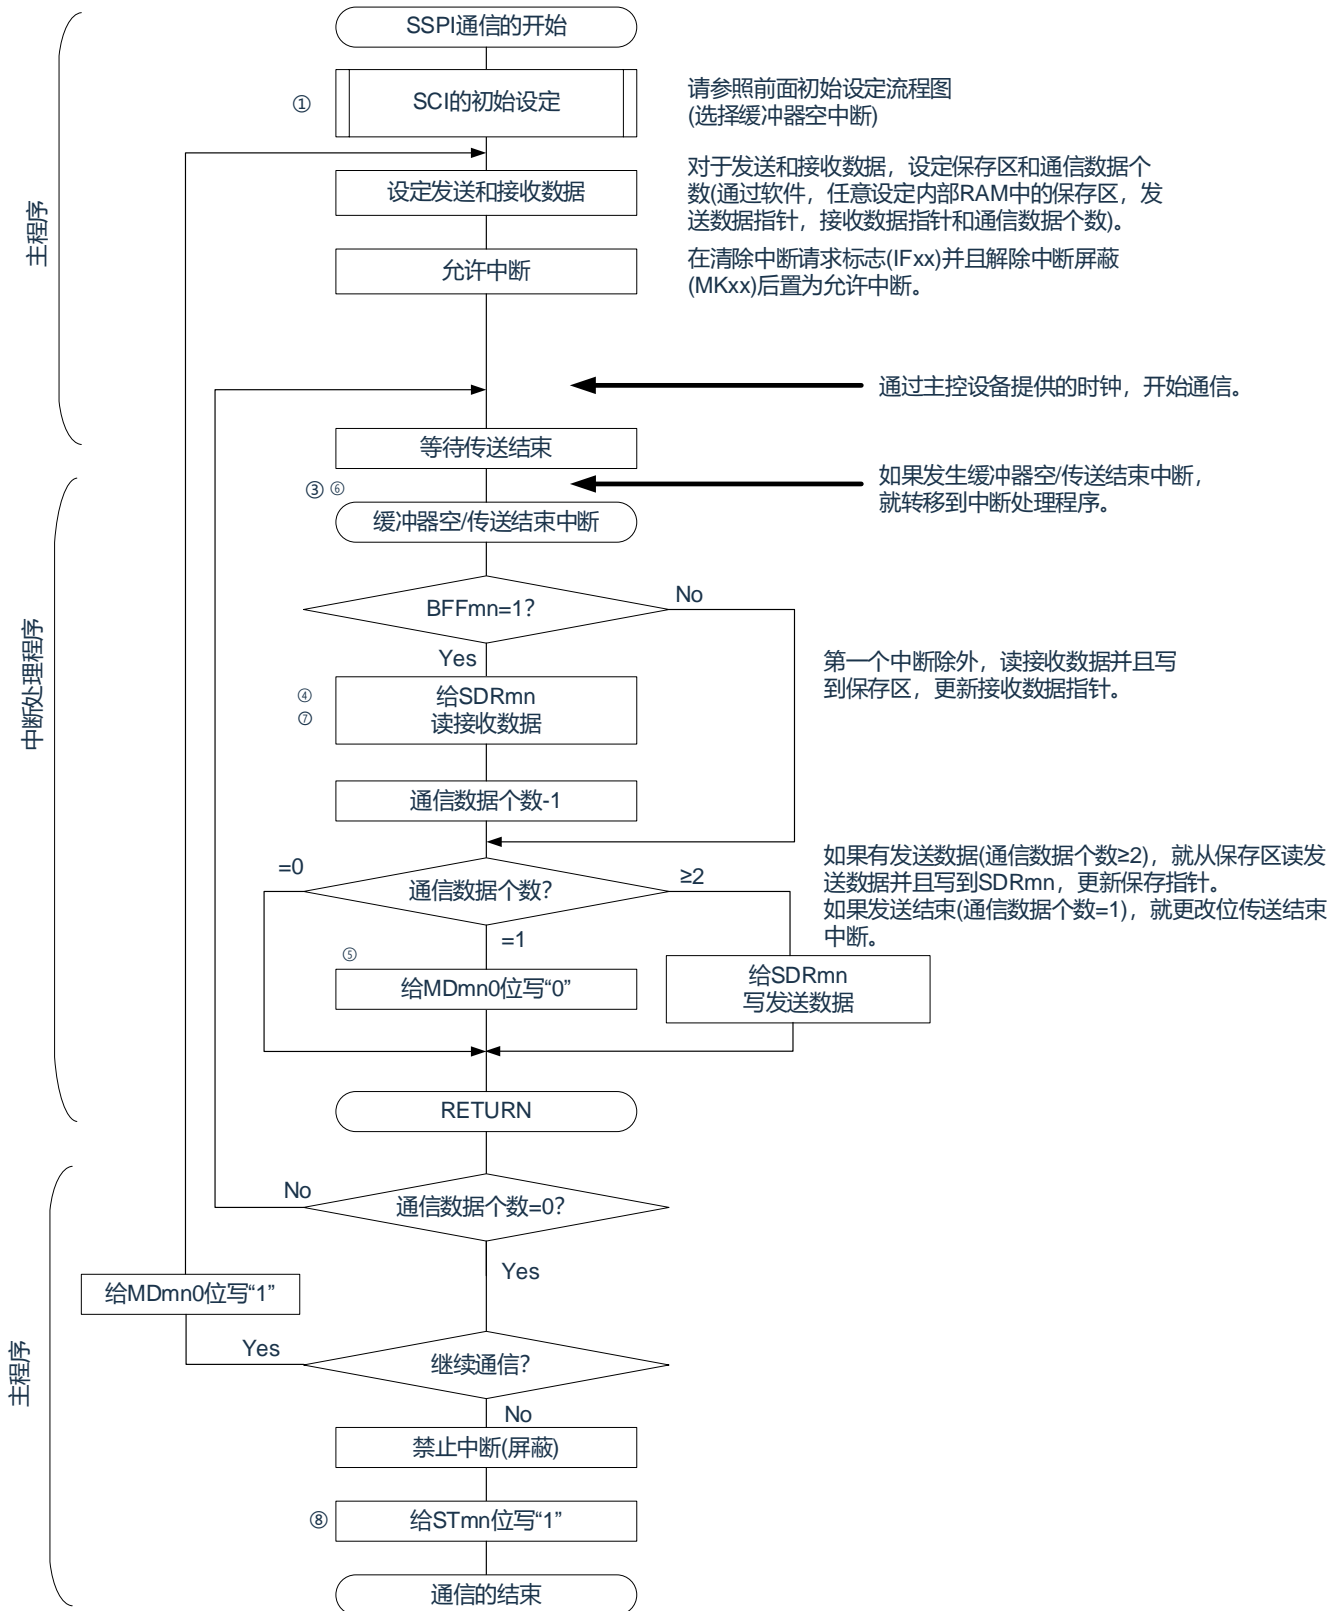 SSPI通信的开始
①
SCI的初始设定
请参照前面初始设定流程图
(选择缓冲器空中断)
设定发送和接收数据
对于发送和接收数据，设定保存区和通信数据个
数(通过软件，任意设定内部RAM中的保存区，发
送数据指针，接收数据指针和通信数据个数)。
主程序
允许中断
在清除中断请求标志(IFxx)并且解除中断屏蔽
(MKxx)后置为允许中断。
通过主控设备提供的时钟，开始通信。
等待传送结束
③ ⑥
如果发生缓冲器空/传送结束中断，
就转移到中断处理程序。
缓冲器空/传送结束中断
BFFmn=1?
No
Yes
中断处理程序
④
⑦
给SDRmn
读接收数据
第一个中断除外，读接收数据并且写
到保存区，更新接收数据指针。
通信数据个数-1
=0
通信数据个数?
≥2
如果有发送数据(通信数据个数≥2)，就从保存区读发
送数据并且写到SDRmn，更新保存指针。
如果发送结束(通信数据个数=1)，就更改位传送结束
中断。
=1
⑤
给MDmn0位写“0”
给SDRmn
写发送数据
RETURN
No
通信数据个数=0?
Yes
给MDmn0位写“1”
Yes
继续通信?
主程序
No
禁止中断(屏蔽)
⑧
给STmn位写“1”
通信的结束